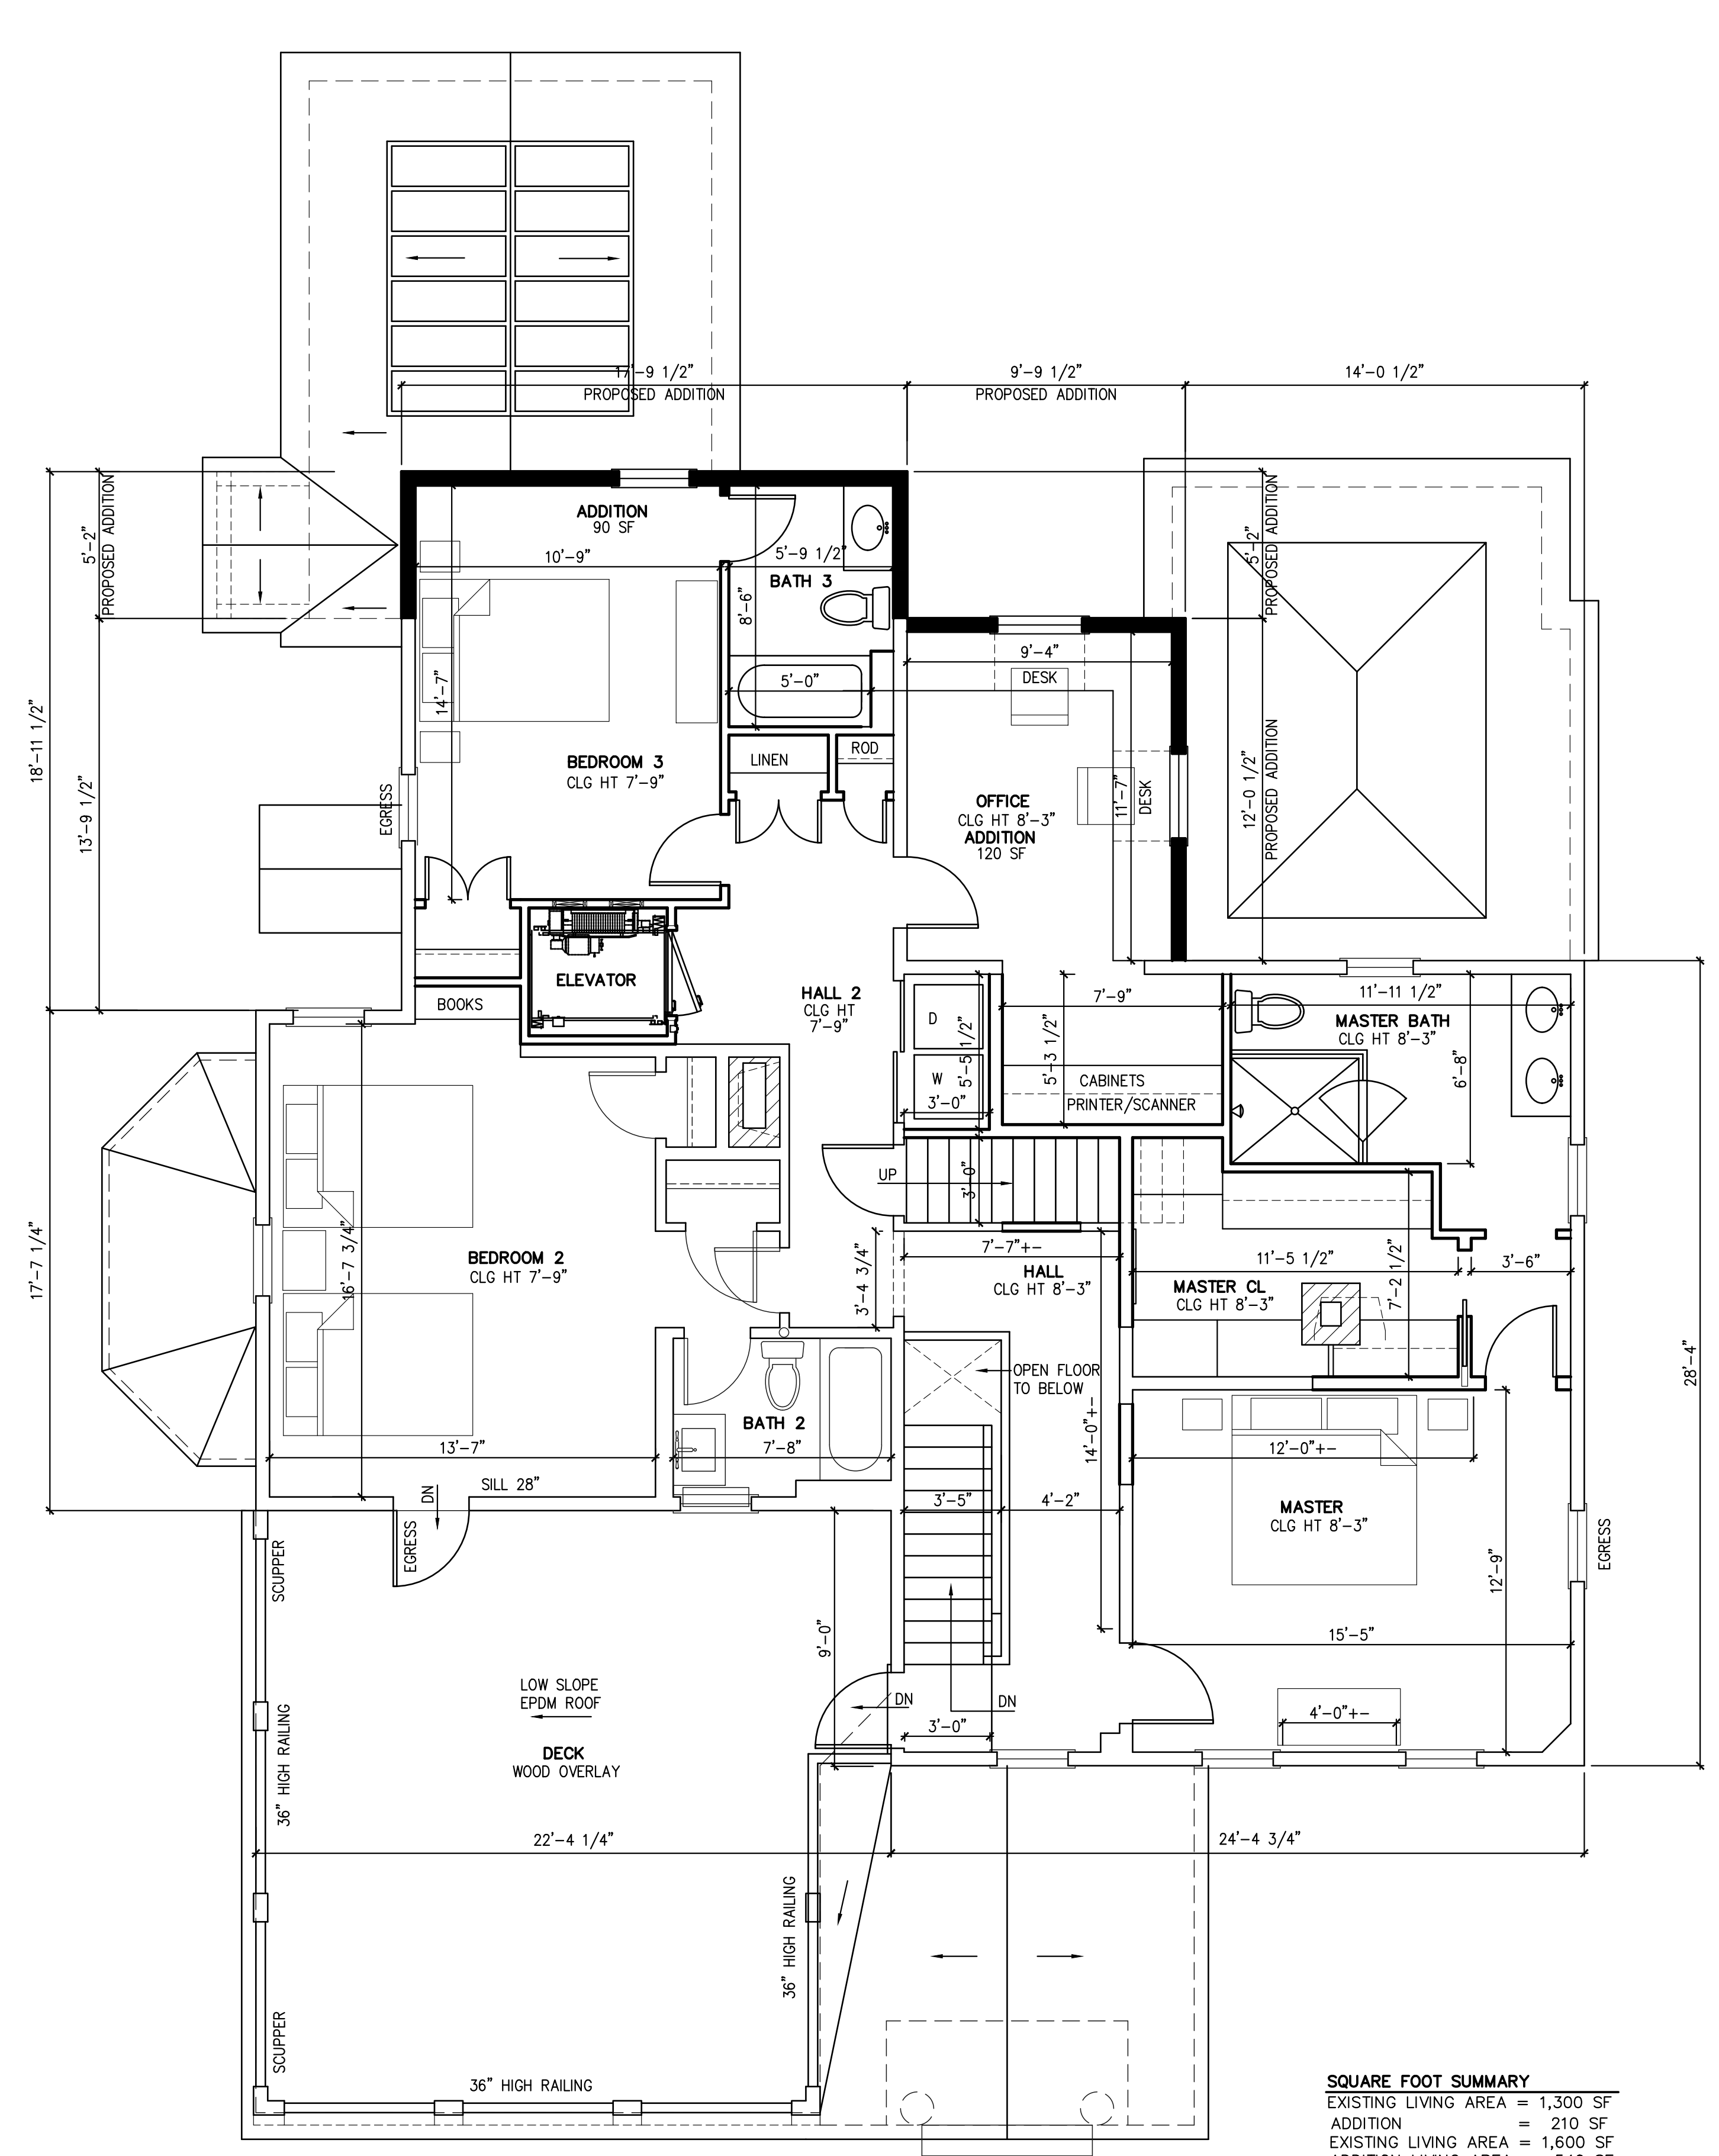 17'-9 1/2"
PROPOSED ADDITION
9'-9 1/2"
PROPOSED ADDITION
14'-0 1/2"
5'-2"
PROPOSED ADDITION
18'-11 1/2"
13'-9 1/2"
17'-7 1/4"
ADDITION
90 SF
10'-9"
5'-9 1/2"
BATH 3
8'-6"
14'-7"
5'-0"
BEDROOM 3
CLG HT 7'-9"
EGRESS
LINEN
ROD
9'-4"
DESK
OFFICE
CLG HT 8'-3"
ADDITION
120 SF
11'-7"
DESK
5'-2"
PROPOSED ADDITION
12'-0 1/2"
PROPOSED ADDITION
ELEVATOR
BOOKS
HALL 2
CLG HT
7'-9"
D
W
5'-5 1/2"
3'-0"
7'-9"
5'-3 1/2"
CABINETS
PRINTER/SCANNER
11'-11 1/2"
MASTER BATH
CLG HT 8'-3"
6'-8"
UP
3'-0"
BEDROOM 2
CLG HT 7'-9"
16'-7 3/4"
3'-4 3/4"
7'-7"+-
HALL
CLG HT 8'-3"
11'-5 1/2"
3'-6"
MASTER CL
CLG HT 8'-3"
7'-2 1/2"
28'-4"
OPEN FLOOR
TO BELOW
14'-0"+-
BATH 2
13'-7"
7'-8"
12'-0"+-
SILL 28"
DN
EGRESS
3'-5"
4'-2"
MASTER
CLG HT 8'-3"
12'-9"
EGRESS
SCUPPER
9'-0"
15'-5"
LOW SLOPE
EPDM ROOF
DN
DN
3'-0"
4'-0"+-
DECK
WOOD OVERLAY
36" HIGH RAILING
22'-4 1/4"
24'-4 3/4"
36" HIGH RAILING
SCUPPER
36" HIGH RAILING
SQUARE FOOT SUMMARY
EXISTING LIVING AREA = 1,300 SF
ADDITION = 210 SF
EXISTING LIVING AREA = 1,600 SF